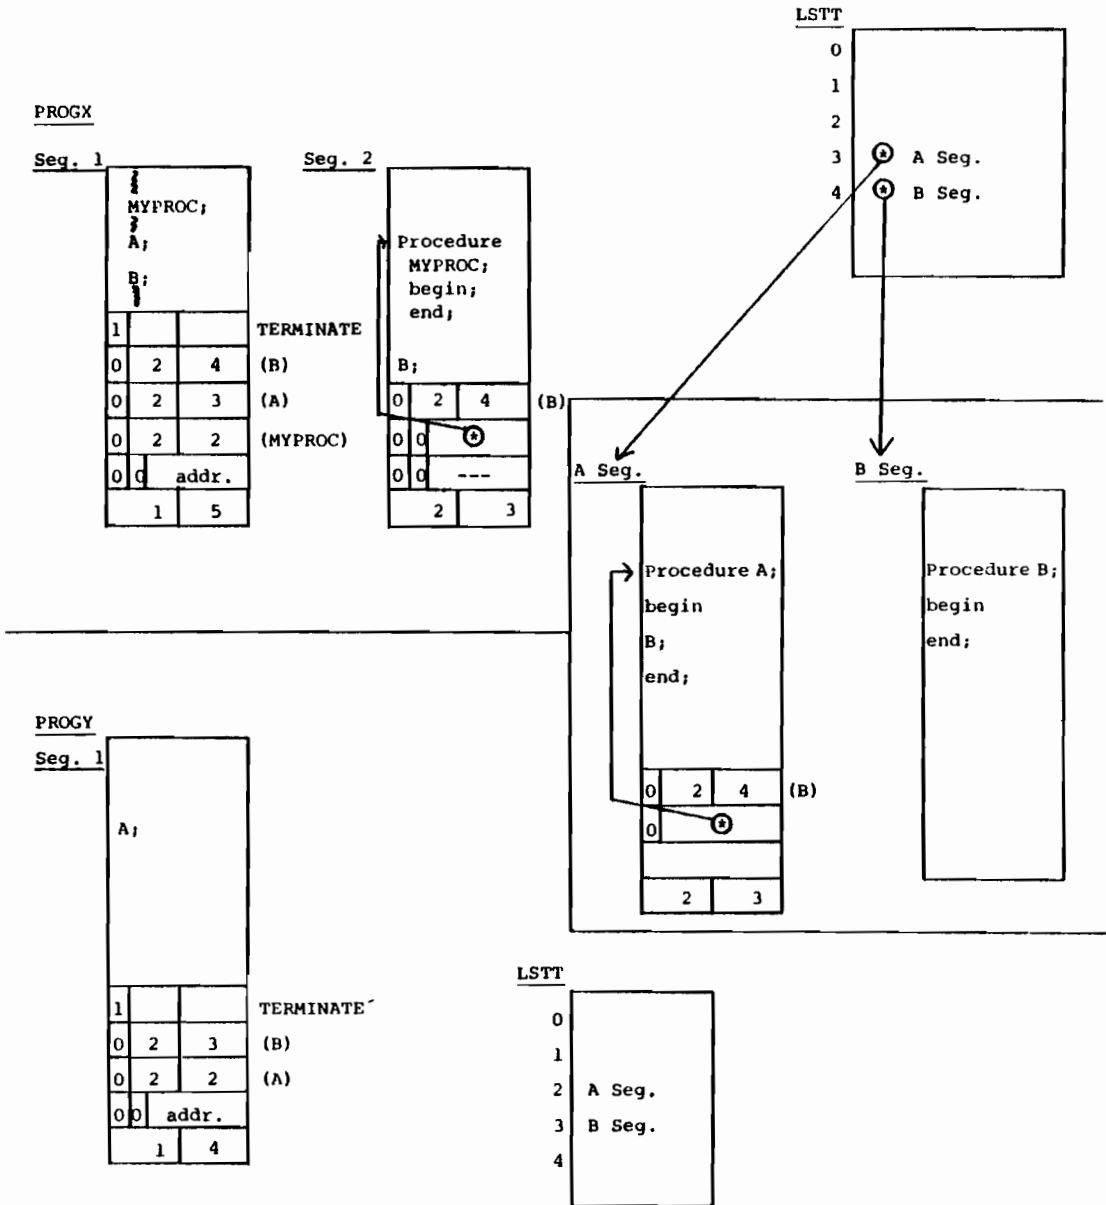 LSTT
0
1
2
3 * A Seg.
4 * B Seg.
PROGX
Seg. 1
MYPROC;
A;
B;
1 TERMINATE
0 2 4 (B)
0 2 3 (A)
0 2 2 (MYPROC)
0 0 addr.
1 5
Seg. 2
Procedure
MYPROC;
begin;
end;
B;
0 2 4 (B)
0 0 *
0 0 ---
2 3
A Seg.
Procedure A;
begin
B;
end;
0 2 4 (B)
0 *
2 3
B Seg.
Procedure B;
begin
end;
PROGY
Seg. 1
A;
1 TERMINATE
0 2 3 (B)
0 2 2 (A)
0 0 addr.
1 4
LSTT
0
1
2 A Seg.
3 B Seg.
4